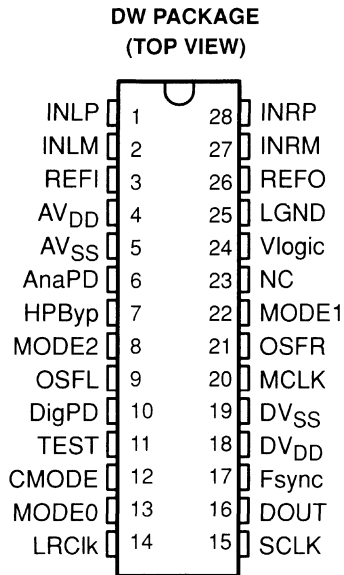 DW PACKAGE
(TOP VIEW)
INLP 1 28 INRP
INLM 2 27 INRM
REFI 3 26 REFO
AVDD 4 25 LGND
AVSS 5 24 Vlogic
AnaPD 6 23 NC
HPByp 7 22 MODE1
MODE2 8 21 OSFR
OSFL 9 20 MCLK
DigPD 10 19 DVSS
TEST 11 18 DVDD
CMODE 12 17 Fsync
MODE0 13 16 DOUT
LRClk 14 15 SCLK